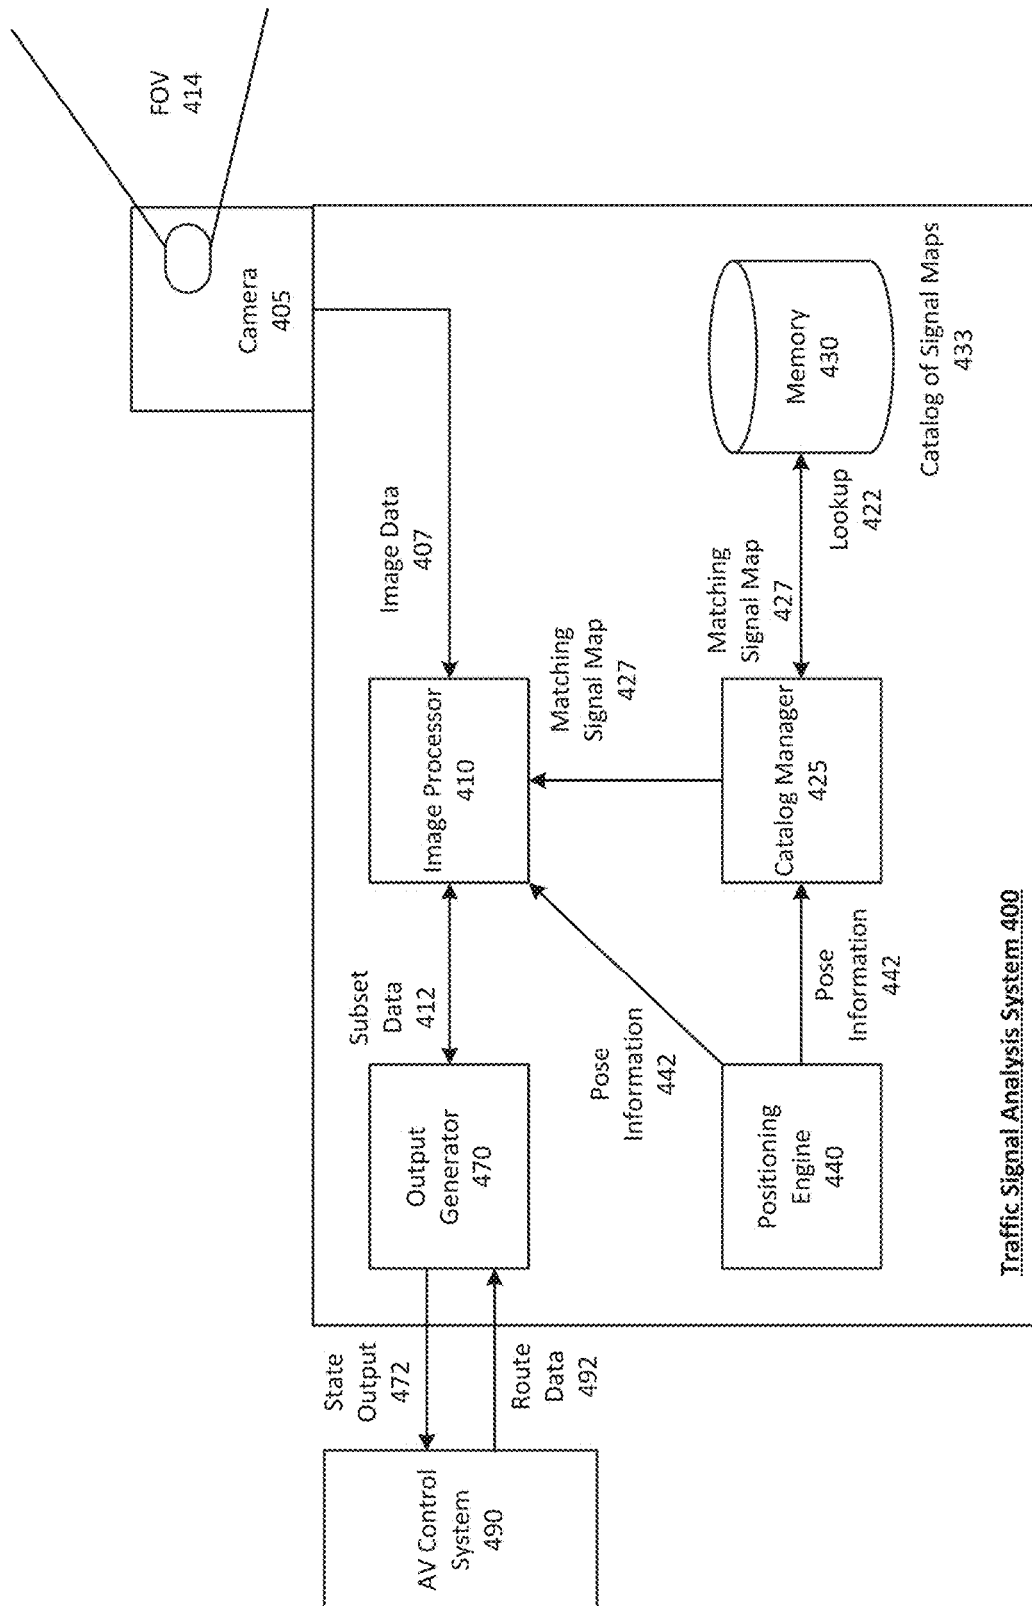 FOV
414
Camera
405
Image Data
407
Matching
Signal Map
427
Image Processor
410
Subset
Data
412
Output
Generator
470
State
Output
472
Route
Data
492
AV Control
System
490
Memory
430
Catalog of Signal Maps
433
Lookup
422
Matching
Signal Map
427
Catalog Manager
425
Pose
Information
442
Pose
Information
442
Positioning
Engine
440
Traffic Signal Analysis System 400